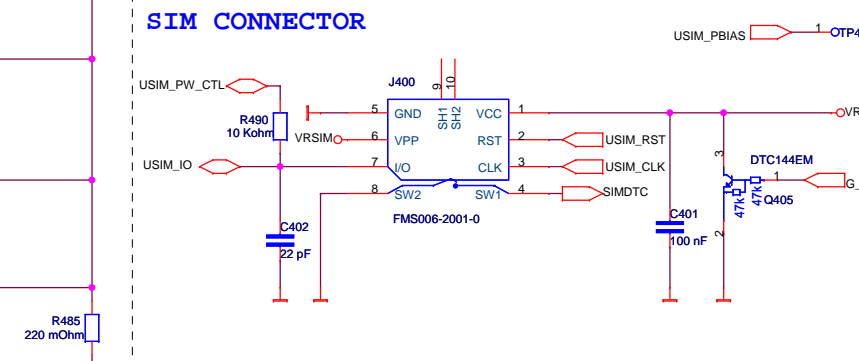 SIM CONNECTOR
USIM_PBIAS
1
TP4
J400
USIM_PW_CTL
9
10
SH1
SH2
5
GND
VCC
1
VR
R490
10 Kohm
VRSIM
6
VPP
RST
2
USIM_RST
USIM_IO
7
I/O
CLK
3
USIM_CLK
3
DTC144EM
1
G_
8
SW2
SW1
4
SIMDTC
47k
47k
Q405
FMS006-2001-0
C402
22 pF
C401
100 nF
2
R485
220 mOhm